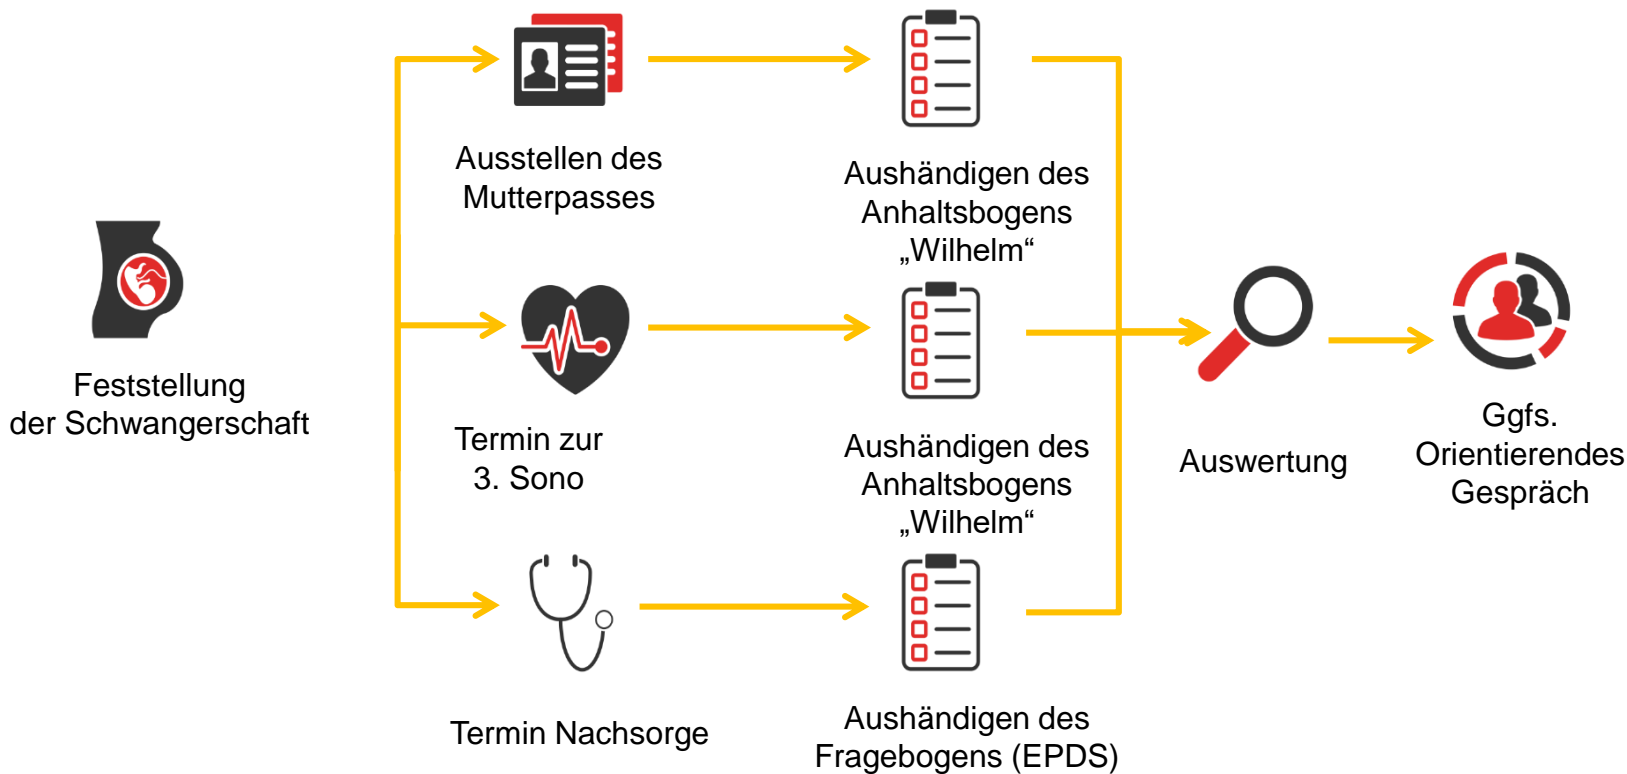 Feststellung
der Schwangerschaft
Ausstellen des
Mutterpasses
Aushändigen des
Anhaltsbogens
„Wilhelm“
Termin zur
3. Sono
Aushändigen des
Anhaltsbogens
„Wilhelm“
Termin Nachsorge
Aushändigen des
Fragebogens (EPDS)
Auswertung
Ggfs.
Orientierendes
Gespräch